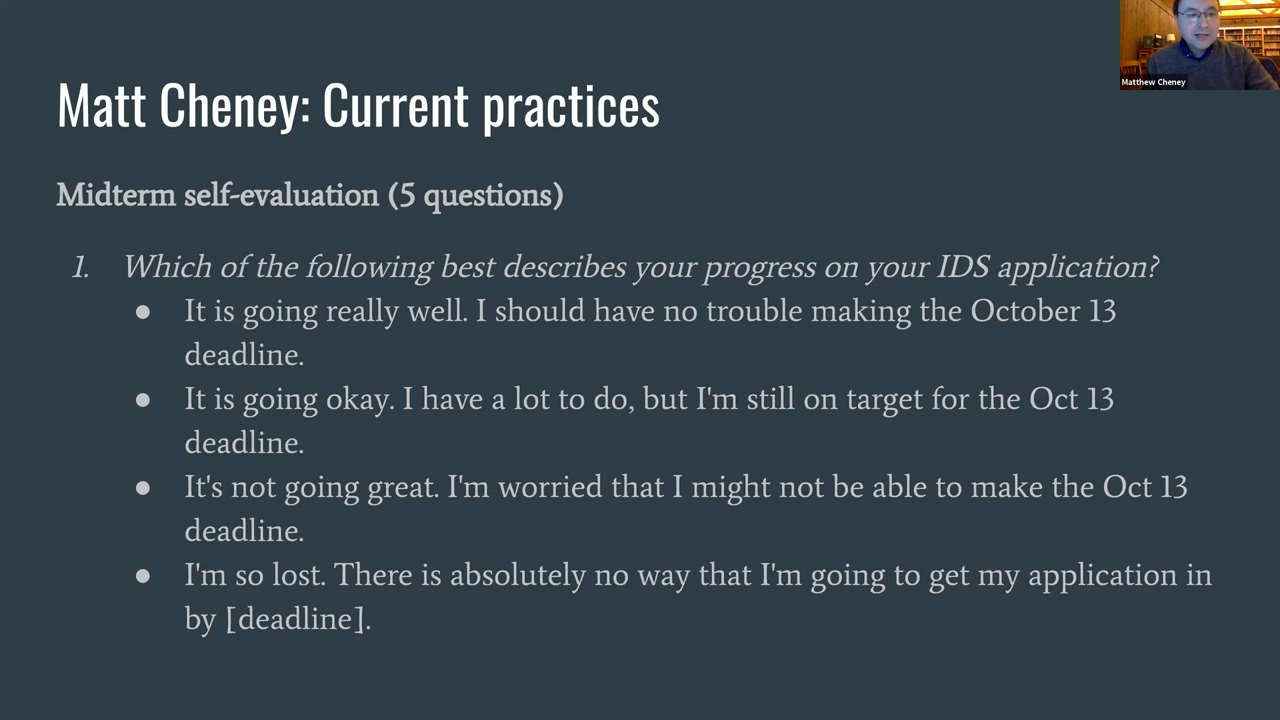 Matthew Cheney
Matt Cheney: Current practices
Midterm self-evaluation (5 questions)
1. Which of the following best describes your progress on your IDS application?
● It is going really well. I should have no trouble making the October 13
deadline.
● It is going okay. I have a lot to do, but I'm still on target for the Oct 13
deadline.
● It's not going great. I'm worried that I might not be able to make the Oct 13
deadline.
● I'm so lost. There is absolutely no way that I'm going to get my application in
by [deadline].